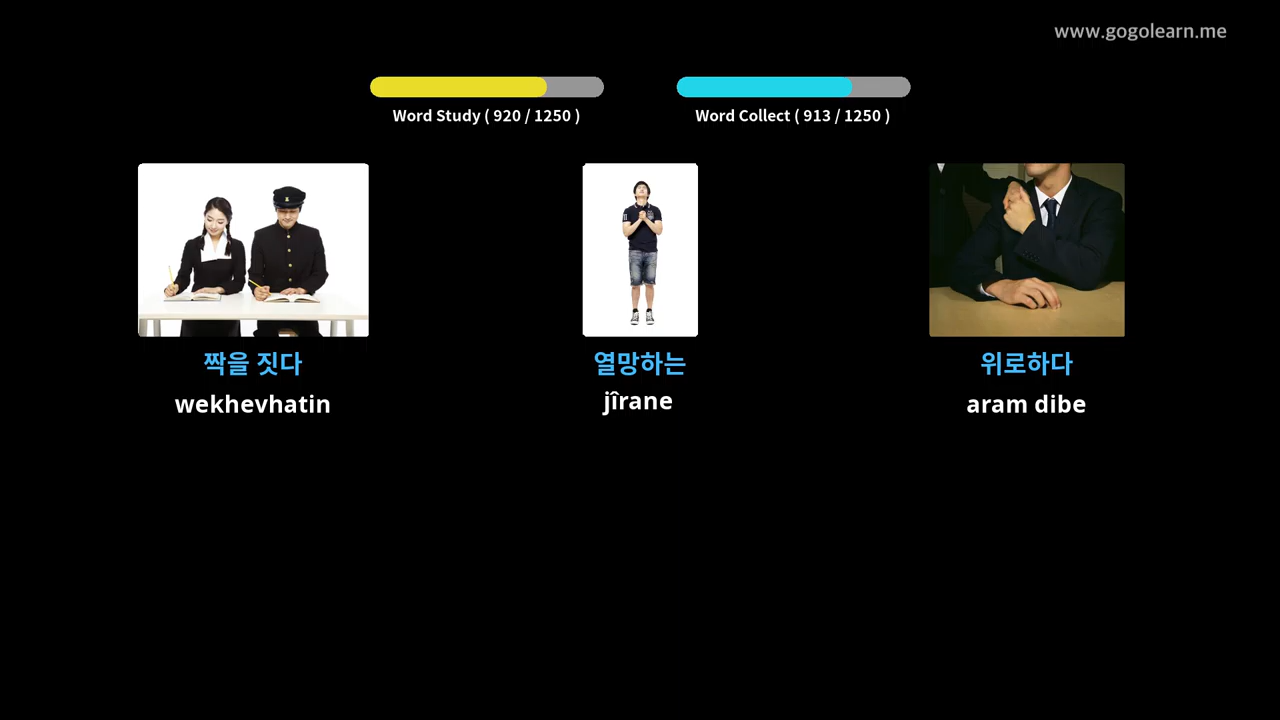 www.gogolearn.me
Word Study ( 920 / 1250 )
Word Collect ( 913 / 1250 )
짝을 짓다
열망하는
위로하다
wekhevhatin
jîrane
aram dibe